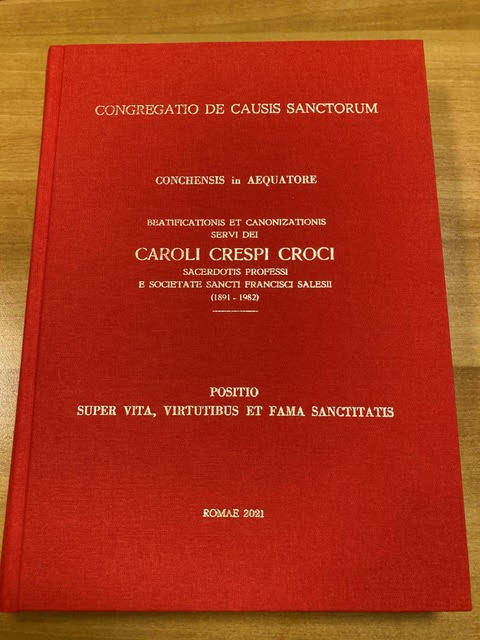 CONGREGATIO DE CAUSIS SANCTORUM
CONCHENSIS in AEQUATORE
BEATIFICATIONIS ET CANONIZATIONIS
SERVI DEI
CAROLI CRESPI CROCI
SACERDOTIS PROFESSI
E SOCIETATE SANCTI FRANCISCI SALESII
(1891 - 1982)
POSITIO
SUPER VITA, VIRTUTIBUS ET FAMA SANCTITATIS
ROMAE 2021